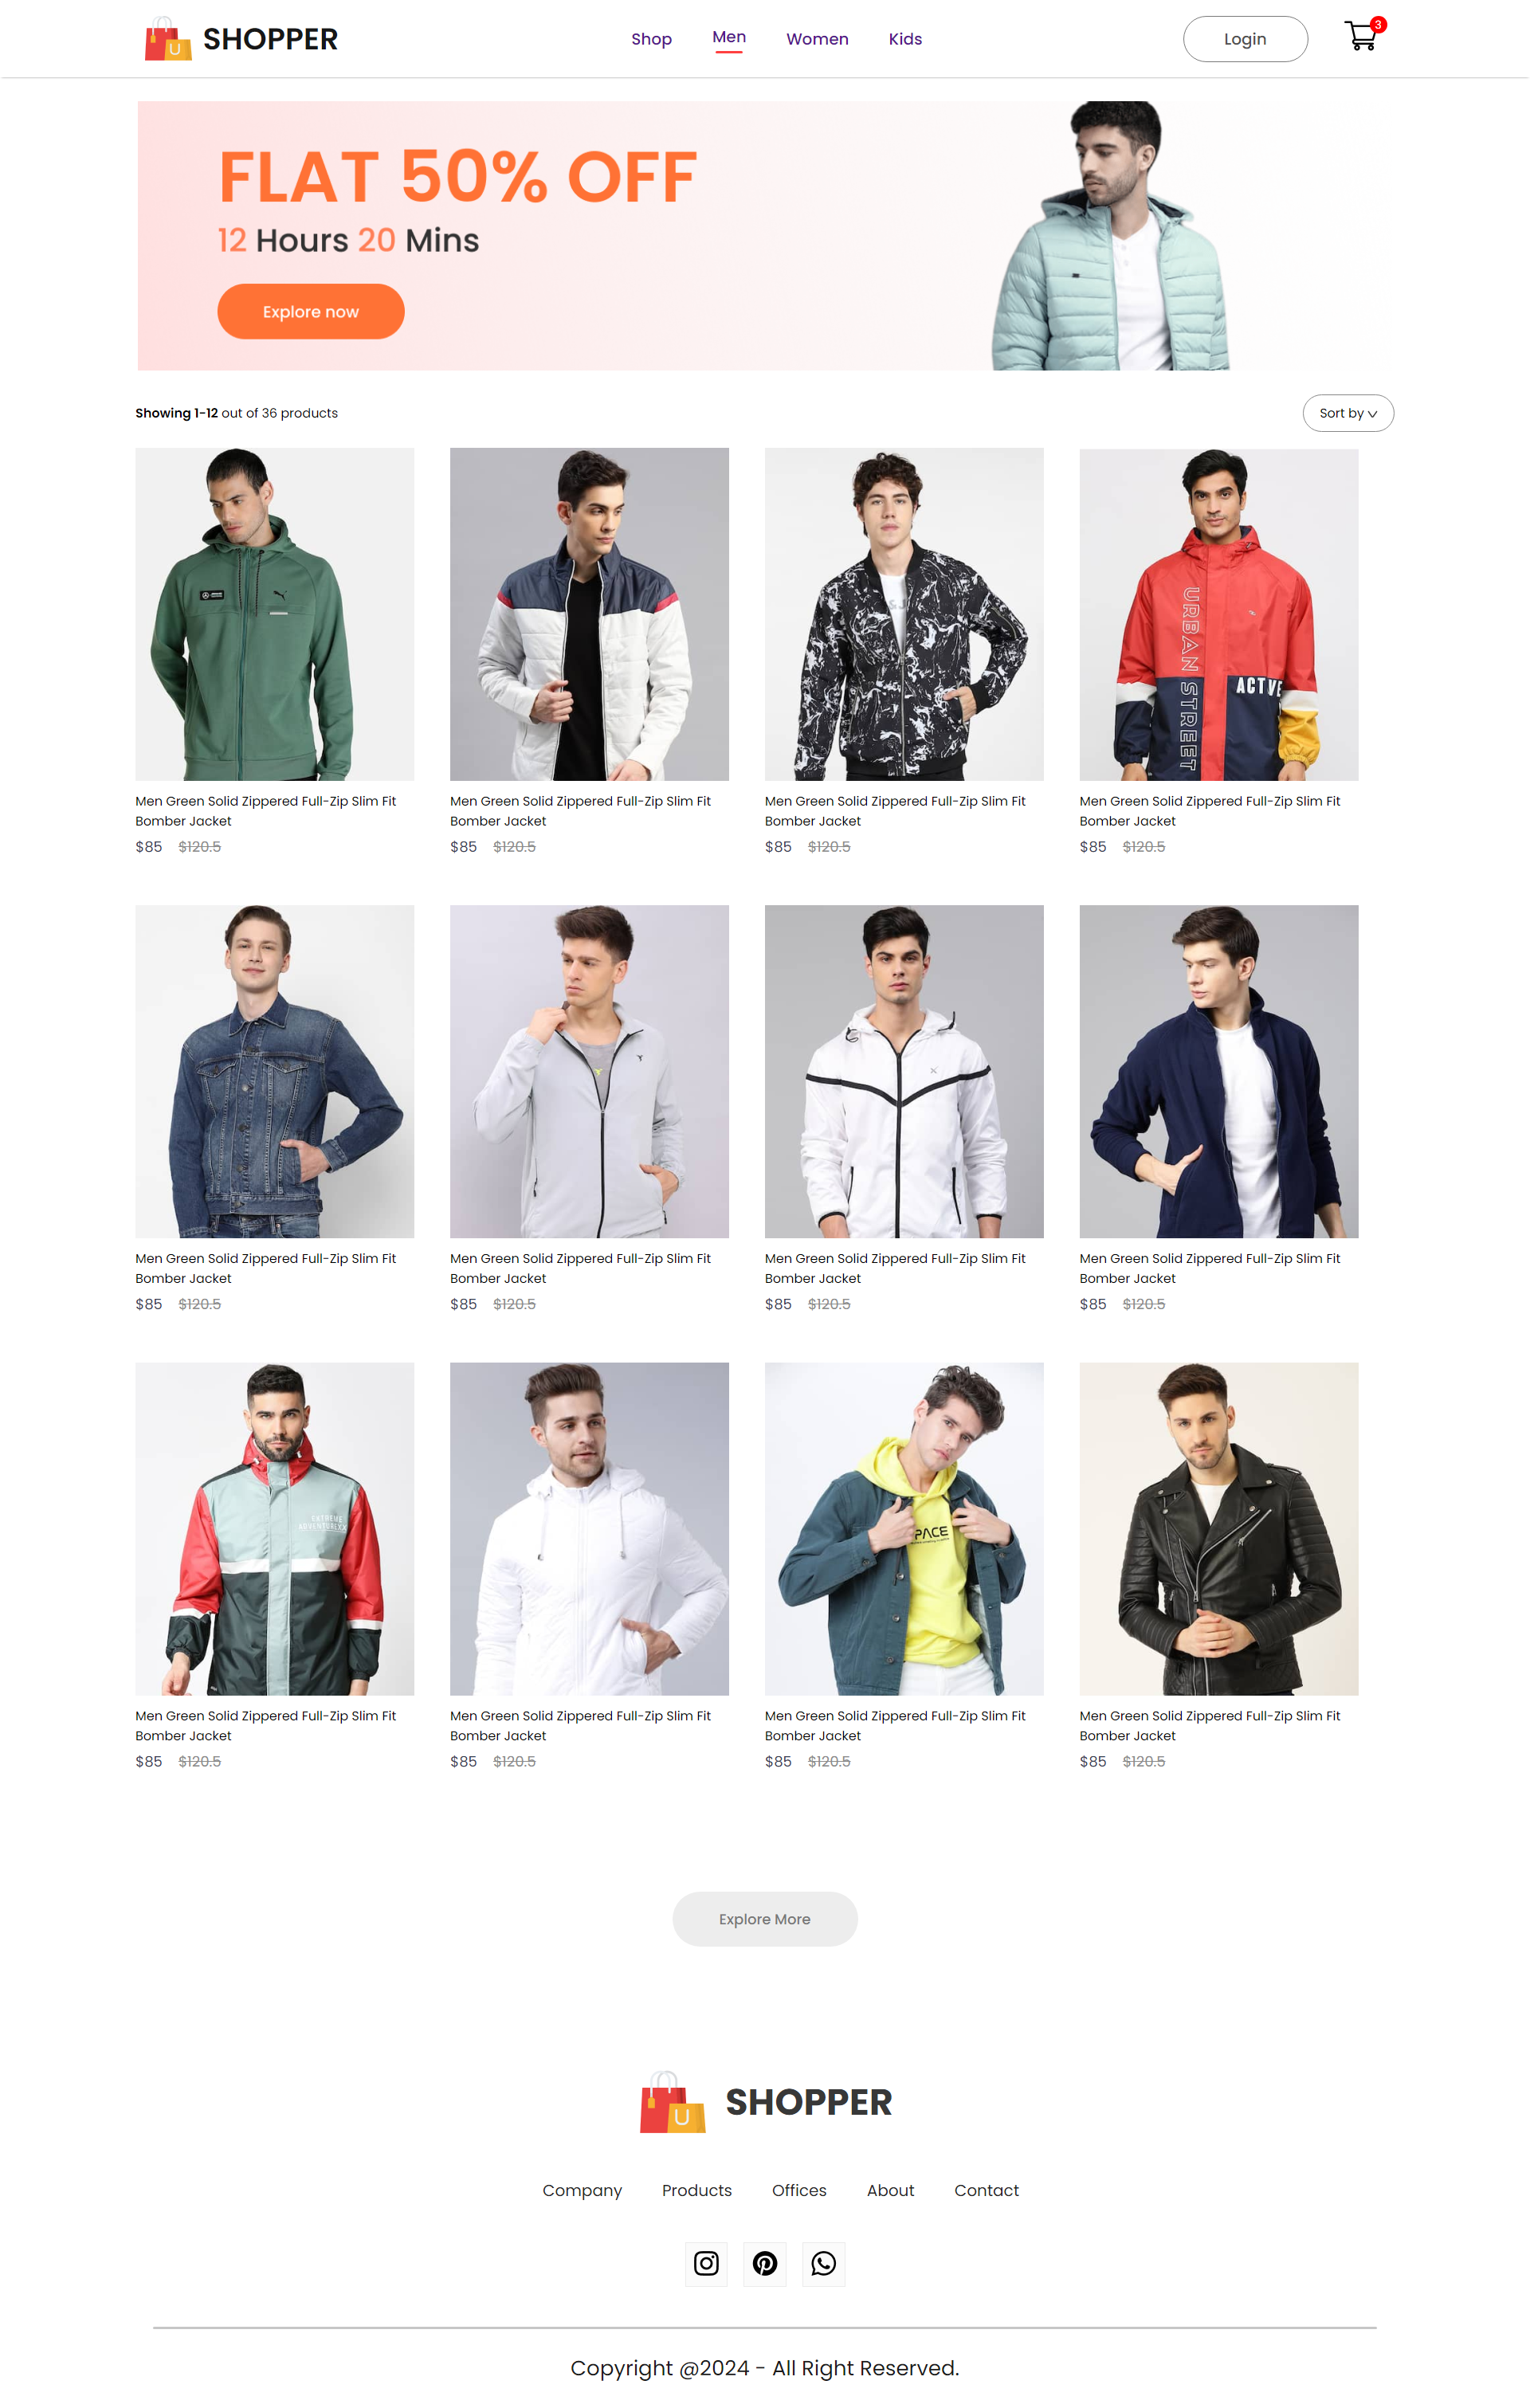 SHOPPER
Shop
Men
Women
Kids
Login
3
FLAT 50% OFF
12 Hours 20 Mins
Explore now
Showing 1-12 out of 36 products
Sort by
URBAN STREET
ACTIVE
Men Green Solid Zippered Full-Zip Slim Fit
Bomber Jacket
$85 $120.5
Men Green Solid Zippered Full-Zip Slim Fit
Bomber Jacket
$85 $120.5
Men Green Solid Zippered Full-Zip Slim Fit
Bomber Jacket
$85 $120.5
Men Green Solid Zippered Full-Zip Slim Fit
Bomber Jacket
$85 $120.5
Men Green Solid Zippered Full-Zip Slim Fit
Bomber Jacket
$85 $120.5
Men Green Solid Zippered Full-Zip Slim Fit
Bomber Jacket
$85 $120.5
Men Green Solid Zippered Full-Zip Slim Fit
Bomber Jacket
$85 $120.5
Men Green Solid Zippered Full-Zip Slim Fit
Bomber Jacket
$85 $120.5
EXTREME
PACE
Men Green Solid Zippered Full-Zip Slim Fit
Bomber Jacket
$85 $120.5
Men Green Solid Zippered Full-Zip Slim Fit
Bomber Jacket
$85 $120.5
Men Green Solid Zippered Full-Zip Slim Fit
Bomber Jacket
$85 $120.5
Men Green Solid Zippered Full-Zip Slim Fit
Bomber Jacket
$85 $120.5
Explore More
SHOPPER
Company
Products
Offices
About
Contact
Copyright @2024 - All Right Reserved.